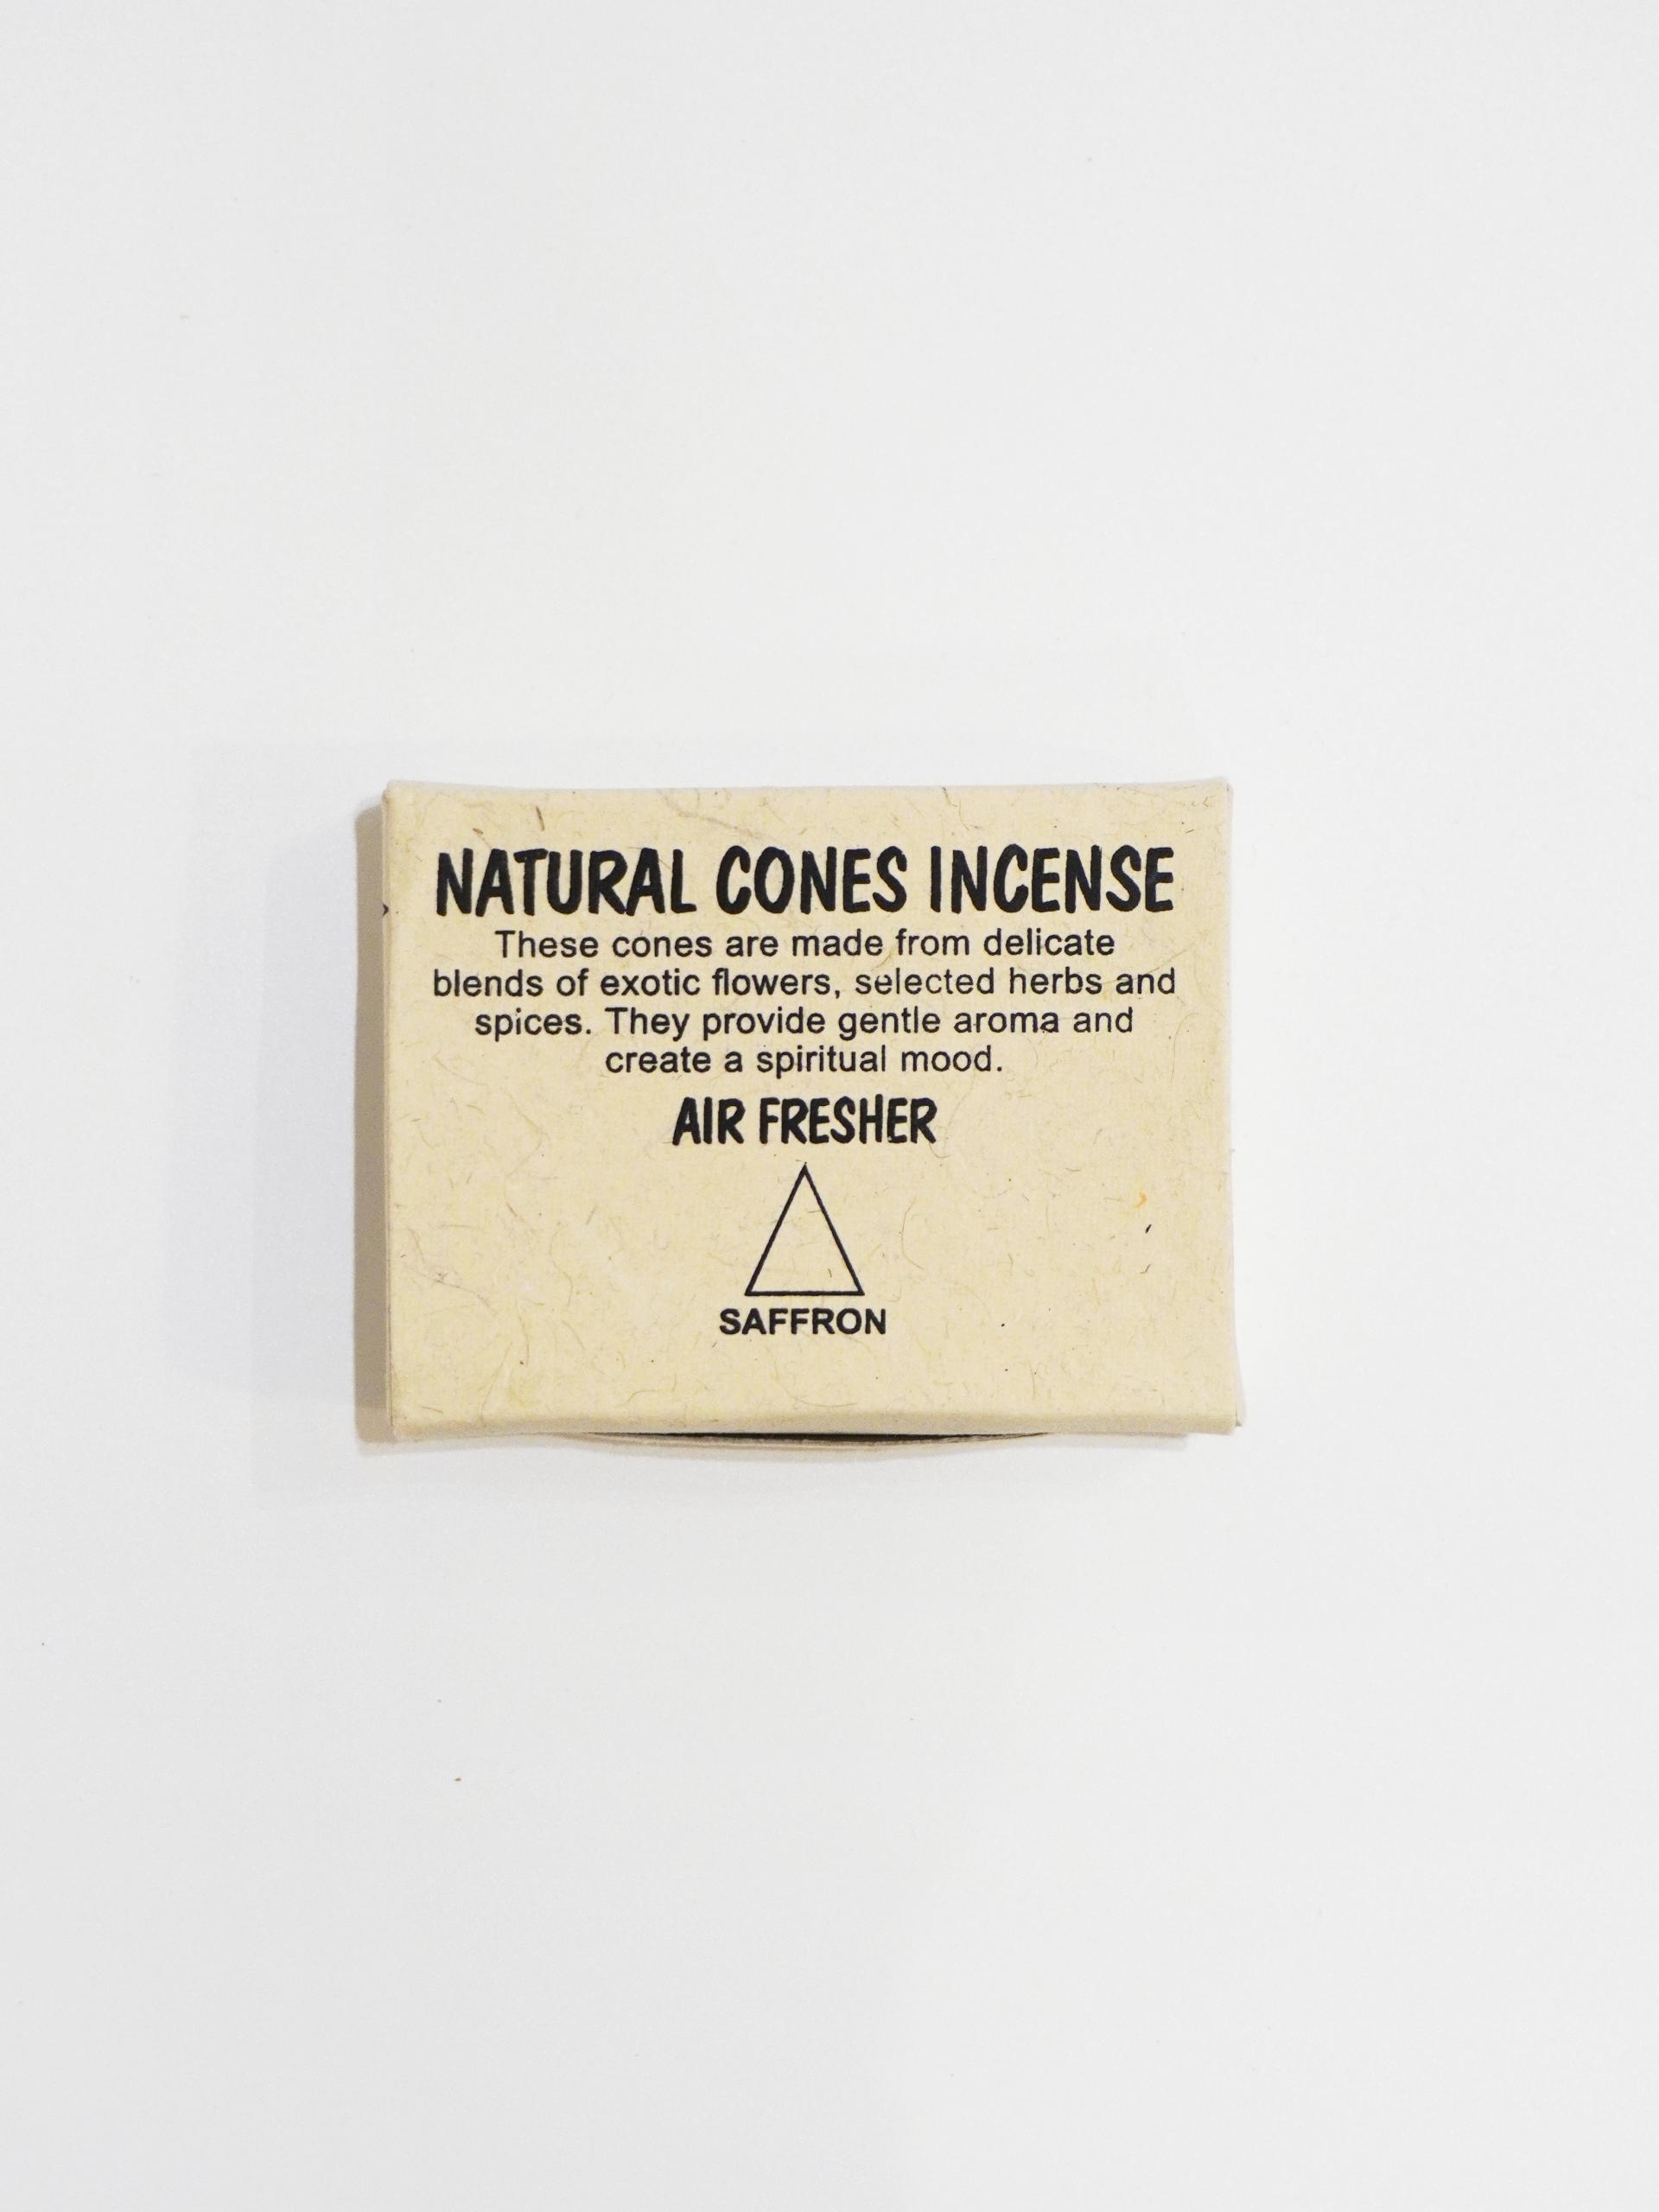 NATURAL CONES INCENSE
These cones are made from delicate
blends of exotic flowers, selected herbs and
spices. They provide gentle aroma and
create a spiritual mood.
AIR FRESHER
SAFFRON